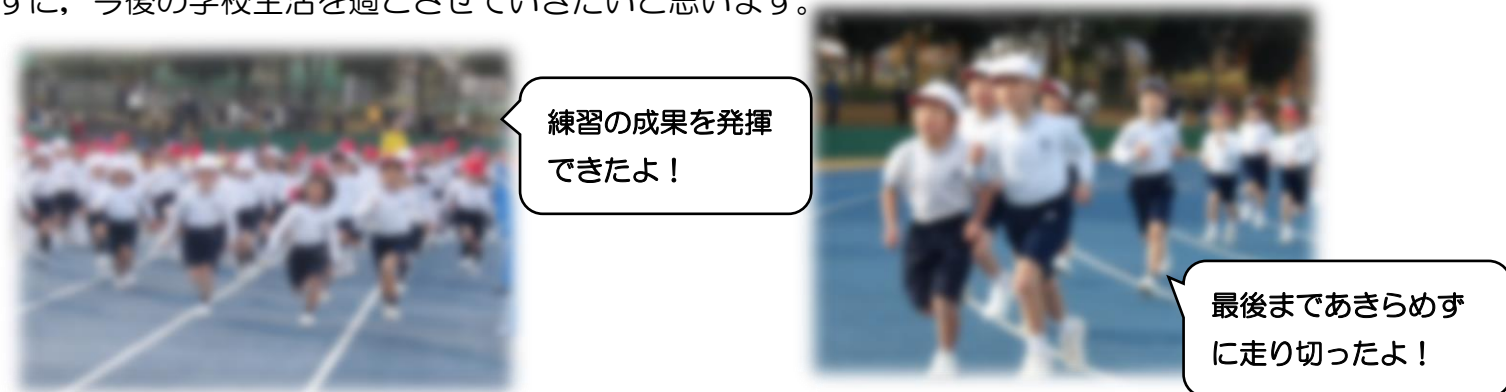 ずに，今後の学校生活を過ごさせていきたいと思います。
練習の成果を発揮
できたよ！
最後まであきらめず
に走り切ったよ！